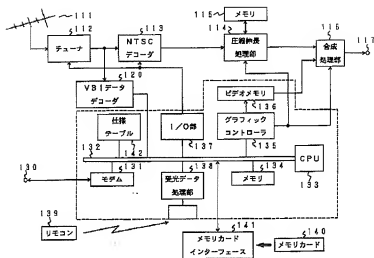 111
112
チューナ
113
NTSC
デコーダ
115
メモリ
114
圧縮伸長
処理部
116
合成
処理部
117
120
VBIデータ
デコーダ
ビデオメモリ
136
仕様
テーブル
I/O部
グラフィック
コントローラ
132
142
137
135
CPU
133
130
131
モデム
138
受光データ
処理部
134
メモリ
139
リモコン
141
メモリカード
インターフェース
140
メモリカード